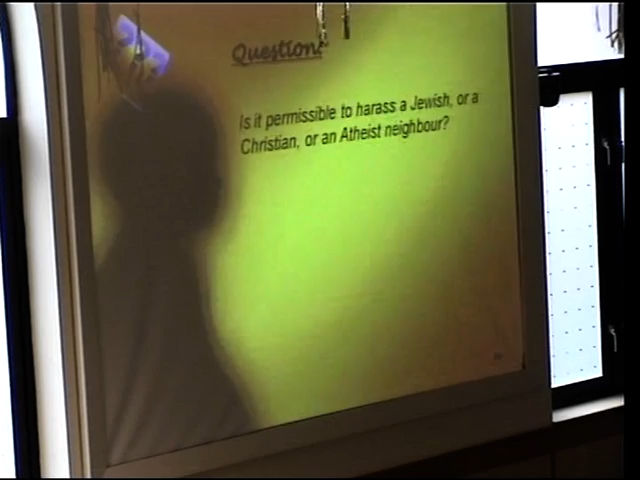 Question:
Is it permissible to harass a Jewish, or a
Christian, or an Atheist neighbour?